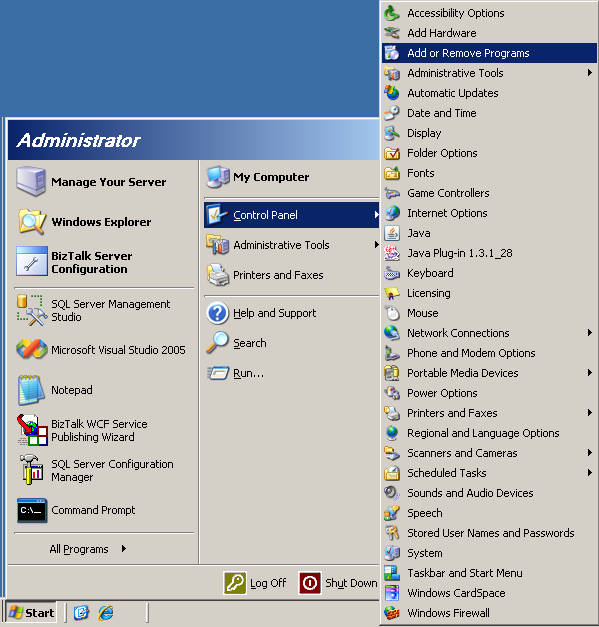 Administrator
Manage Your Server
Windows Explorer
BizTalk Server
Configuration
SQL Server Management
Studio
Microsoft Visual Studio 2005
Notepad
BizTalk WCF Service
Publishing Wizard
SQL Server Configuration
Manager
C:\...
Command Prompt
All Programs
My Computer
Control Panel
Administrative Tools
Printers and Faxes
Help and Support
Search
Run...
Log Off
Shut Down
Start
Accessibility Options
Add Hardware
Add or Remove Programs
Administrative Tools
Automatic Updates
Date and Time
Display
Folder Options
Fonts
Game Controllers
Internet Options
Java
Java Plug-in 1.3.1_28
Keyboard
Licensing
Mouse
Network Connections
Phone and Modem Options
Portable Media Devices
Power Options
Printers and Faxes
Regional and Language Options
Scanners and Cameras
Scheduled Tasks
Sounds and Audio Devices
Speech
Stored User Names and Passwords
System
Taskbar and Start Menu
Windows CardSpace
Windows Firewall